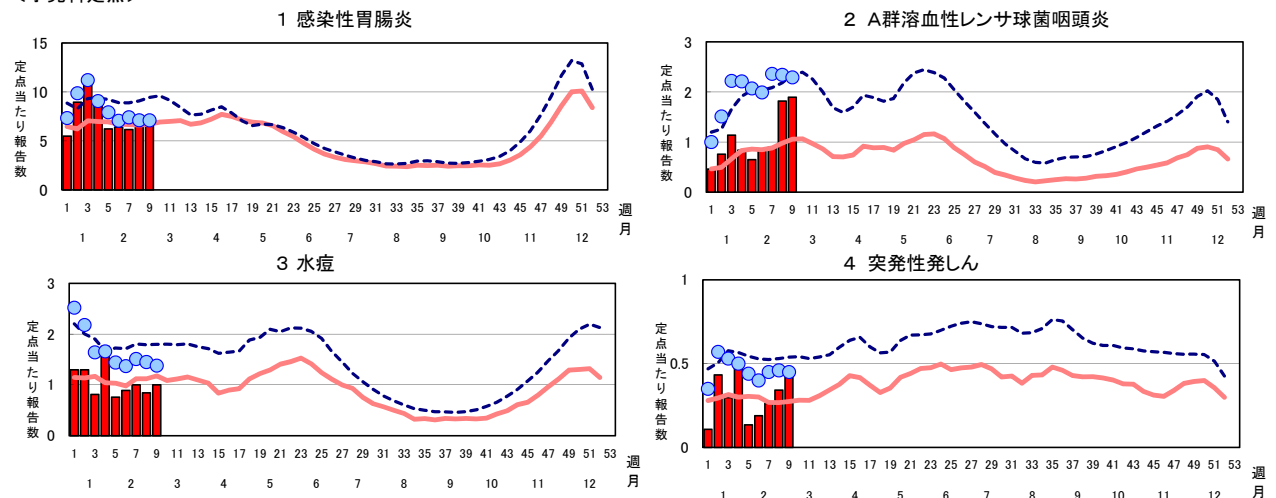 １ 感染性胃腸炎
定点当たり報告数
15
10
5
0
1 3 5 7 9 11 13 15 17 19 21 23 25 27 29 31 33 35 37 39 41 43 45 47 49 51 53 週
1 2 3 4 5 6 7 8 9 10 11 12 月
２ A群溶血性レンサ球菌咽頭炎
定点当たり報告数
3
2
1
0
1 3 5 7 9 11 13 15 17 19 21 23 25 27 29 31 33 35 37 39 41 43 45 47 49 51 53 週
1 2 3 4 5 6 7 8 9 10 11 12 月
３ 水痘
定点当たり報告数
3
2
1
0
1 3 5 7 9 11 13 15 17 19 21 23 25 27 29 31 33 35 37 39 41 43 45 47 49 51 53 週
1 2 3 4 5 6 7 8 9 10 11 12 月
４ 突発性発しん
定点当たり報告数
1
0.5
0
1 3 5 7 9 11 13 15 17 19 21 23 25 27 29 31 33 35 37 39 41 43 45 47 49 51 53 週
1 2 3 4 5 6 7 8 9 10 11 12 月